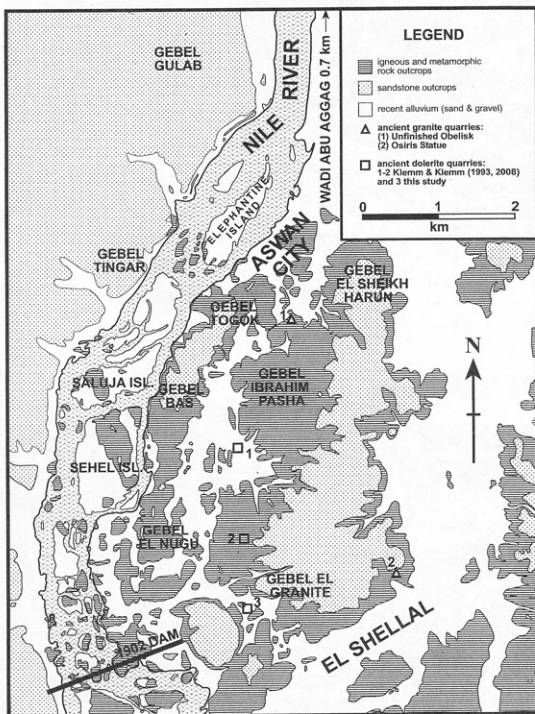 GEBEL
GULAB
NILE
RIVER
WADI ABU AGGAG 0.7 km
LEGEND
igneous and metamorphic
rock outcrops
sandstone outcrops
recent alluvium (sand & gravel)
ancient granite quarries:
(1) Unfinished Obelisk
(2) Osiris Statue
ancient dolerite quarries:
1-2 Klemm & Klemm (1993, 2008)
and 3 this study
0 1 2
km
ELEPHANTINE
ISLAND
ASWAN
CITY
GEBEL
TINGAR
GEBEL
EL SHEIKH
HARUN
GEBEL
TOGOK
1
N
GEBEL
IBRAHIM
PASHA
SALUJA ISL.
GEBEL
BAS
1
SEHEL ISL.
GEBEL
EL NUGU
2
2
GEBEL EL
GRANITE
3
1902 DAM
EL SHELLAL